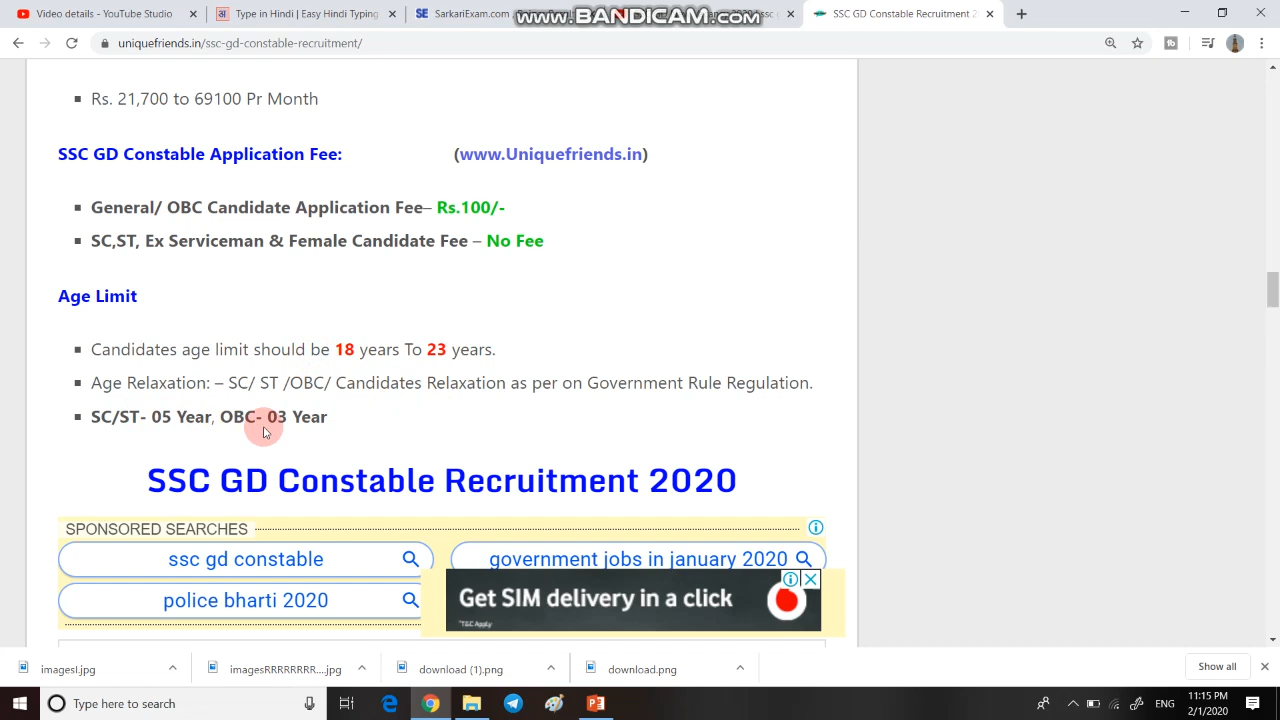 Video details - YouTube Studio
Type in Hindi | Easy Hindi Typing
SarkariExam.com
www.BANDICAM.com
SSC GD Constable Recruitment 2
uniquefriends.in/ssc-gd-constable-recruitment/
Rs. 21,700 to 69100 Pr Month
SSC GD Constable Application Fee: (www.Uniquefriends.in)
General/ OBC Candidate Application Fee– Rs.100/-
SC,ST, Ex Serviceman & Female Candidate Fee – No Fee
Age Limit
Candidates age limit should be 18 years To 23 years.
Age Relaxation: – SC/ ST /OBC/ Candidates Relaxation as per on Government Rule Regulation.
SC/ST- 05 Year, OBC- 03 Year
SSC GD Constable Recruitment 2020
SPONSORED SEARCHES
ssc gd constable government jobs in january 2020
police bharti 2020
Get SIM delivery in a click
*T&C Apply
imagesI.jpg imagesRRRRRRRR....jpg download (1).png download.png Show all
Type here to search
ENG
11:15 PM
2/1/2020